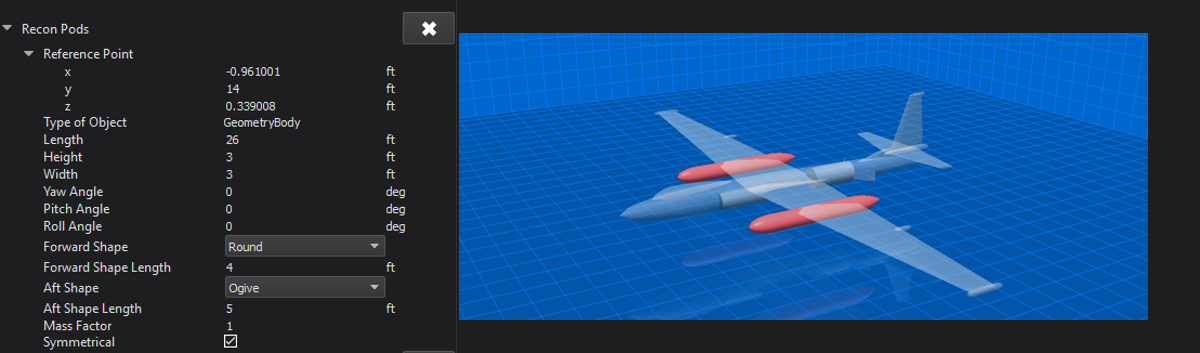 Recon Pods
Reference Point
x -0.961001 ft
y 14 ft
z 0.339008 ft
Type of Object GeometryBody
Length 26 ft
Height 3 ft
Width 3 ft
Yaw Angle 0 deg
Pitch Angle 0 deg
Roll Angle 0 deg
Forward Shape Round
Forward Shape Length 4 ft
Aft Shape Ogive
Aft Shape Length 5 ft
Mass Factor 1
Symmetrical